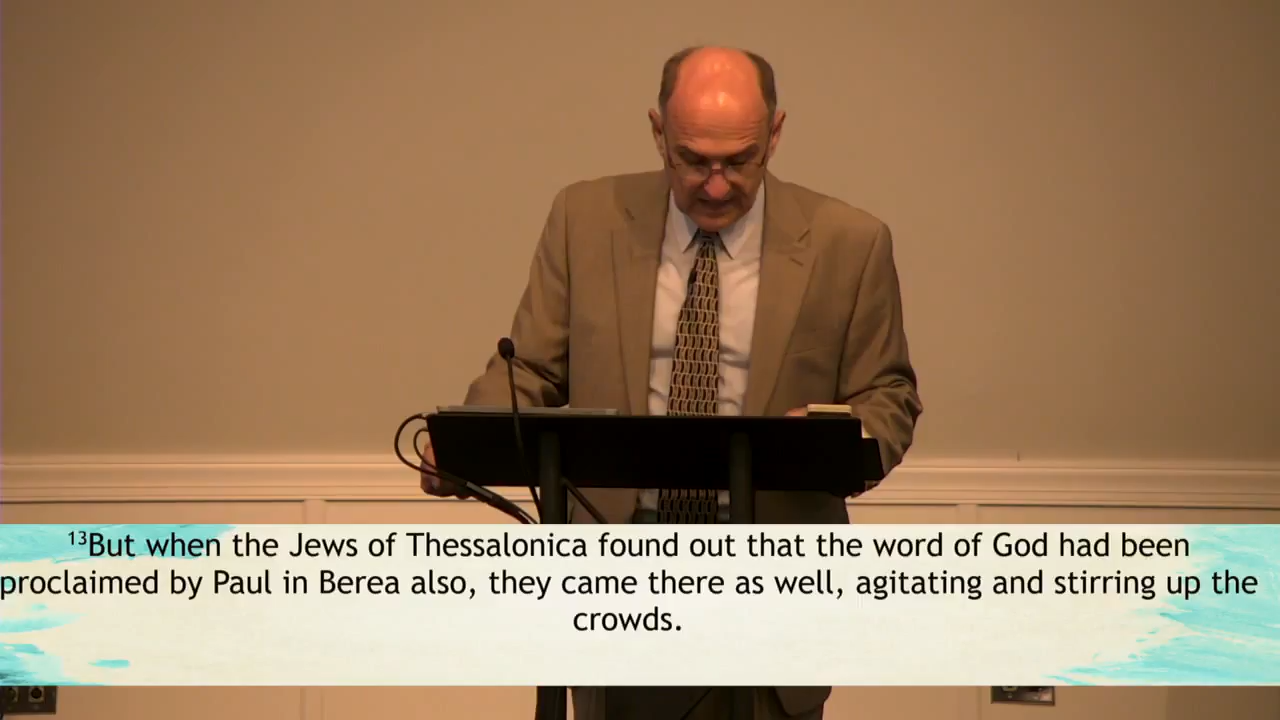 ¹³But when the Jews of Thessalonica found out that the word of God had been
proclaimed by Paul in Berea also, they came there as well, agitating and stirring up the
crowds.